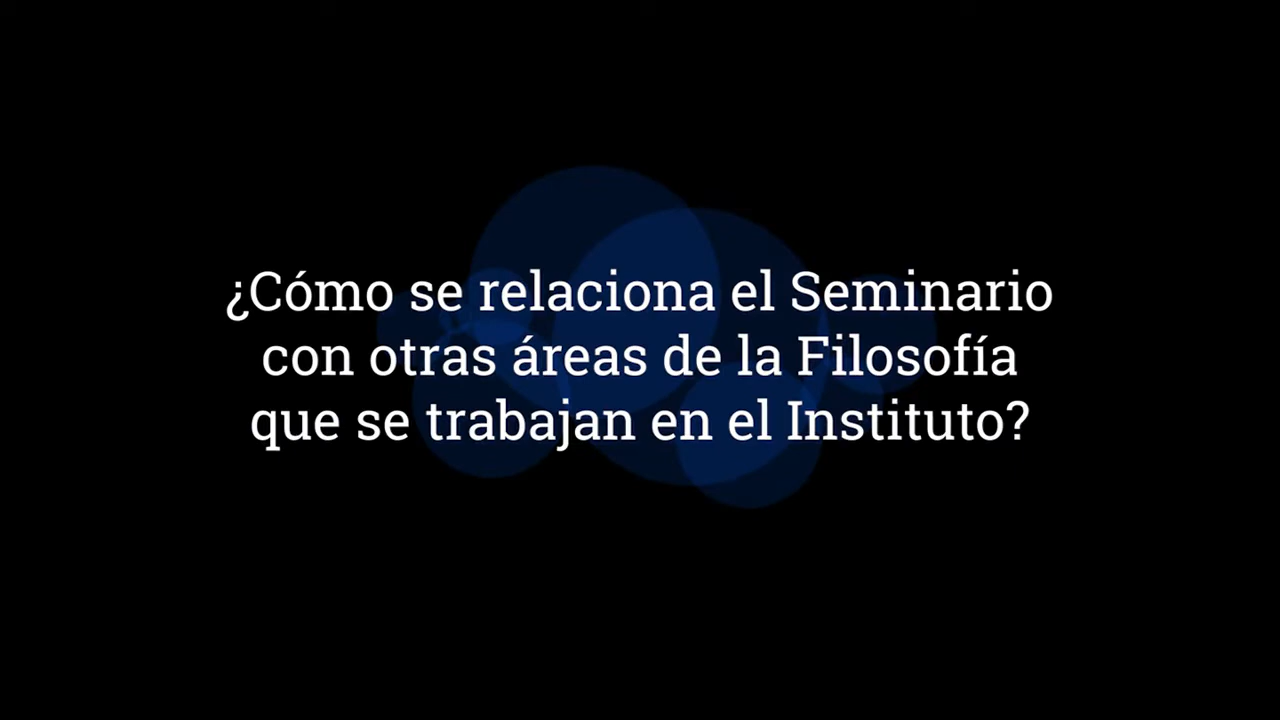 ¿Cómo se relaciona el Seminario
con otras áreas de la Filosofía
que se trabajan en el Instituto?